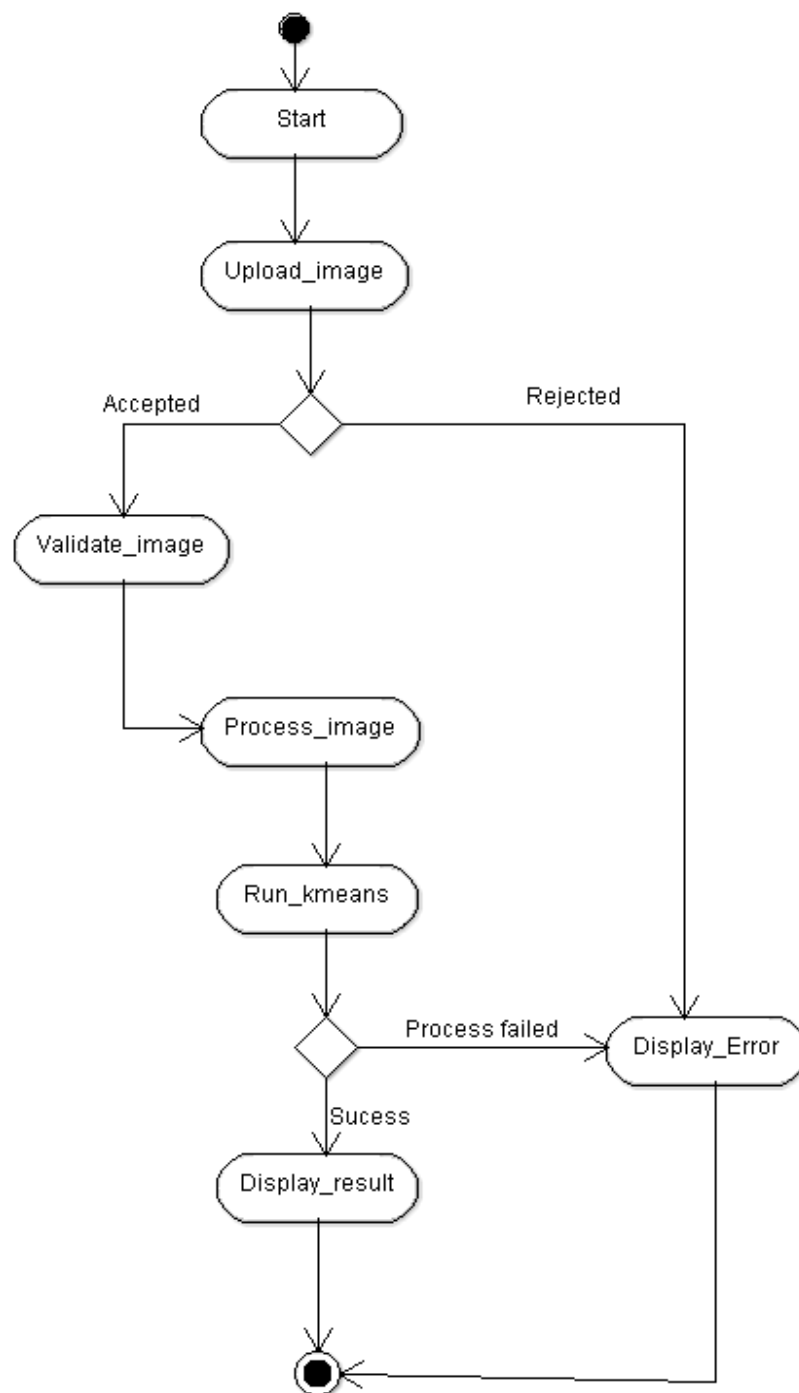 Start
Upload_image
Accepted
Rejected
Validate_image
Process_image
Run_kmeans
Process failed
Display_Error
Sucess
Display_result